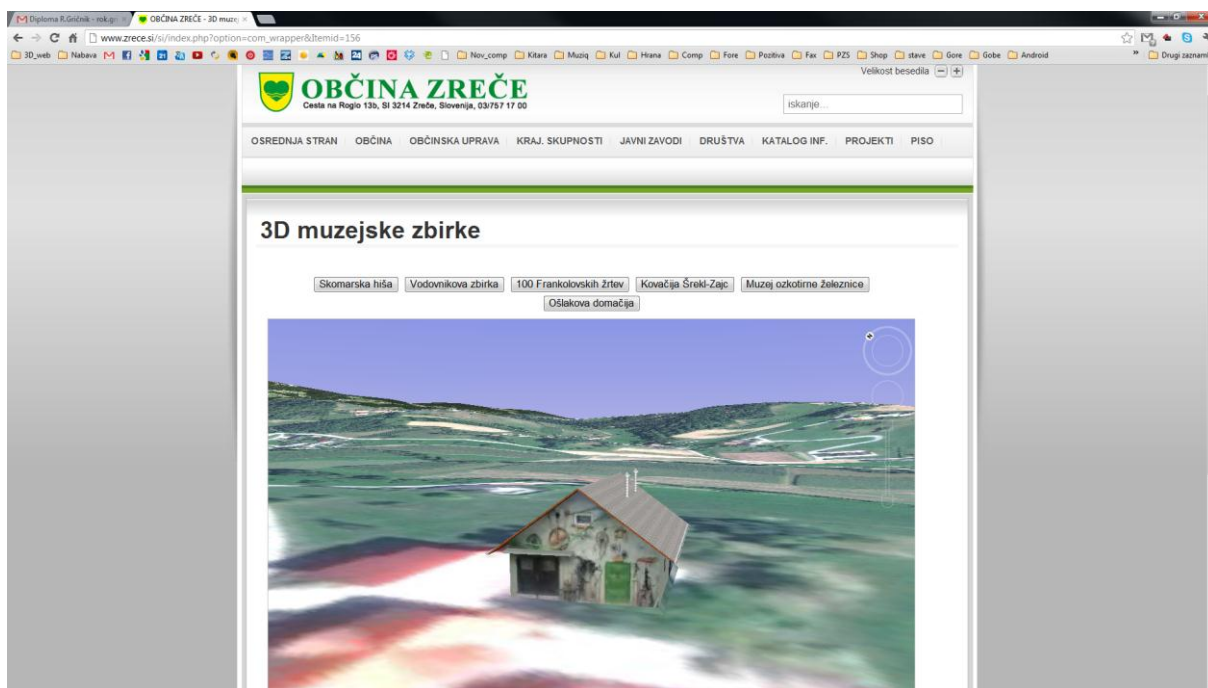 Diploma R.Gričnik - rok.gr
OBČINA ZREČE - 3D muzej
www.zrece.si/si/index.php?option=com_wrapper&Itemid=156
3D_web Nabava Nov_comp Kitara Muziq Kul Hrana Comp Fore Pozitiva Fax PZS Shop stave Gore Gobe Android » Drugi zaznami
Velikost besedila
OBČINA ZREČE
Cesta na Roglo 13b, SI 3214 Zreče, Slovenija, 03/757 17 00
iskanje...
OSREDNJA STRAN OBČINA OBČINSKA UPRAVA KRAJ. SKUPNOSTI JAVNI ZAVODI DRUŠTVA KATALOG INF. PROJEKTI PISO
3D muzejske zbirke
Skomarska hiša Vodovnikova zbirka 100 Frankolovskih žrtev Kovačija Šrekl-Zajc Muzej ozkotirne železnice
Ošlakova domačija